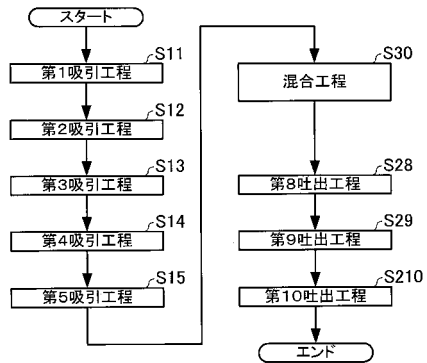 スタート
S11
第1吸引工程
S12
第2吸引工程
S13
第3吸引工程
S14
第4吸引工程
S15
第5吸引工程
S30
混合工程
S28
第8吐出工程
S29
第9吐出工程
S210
第10吐出工程
エンド